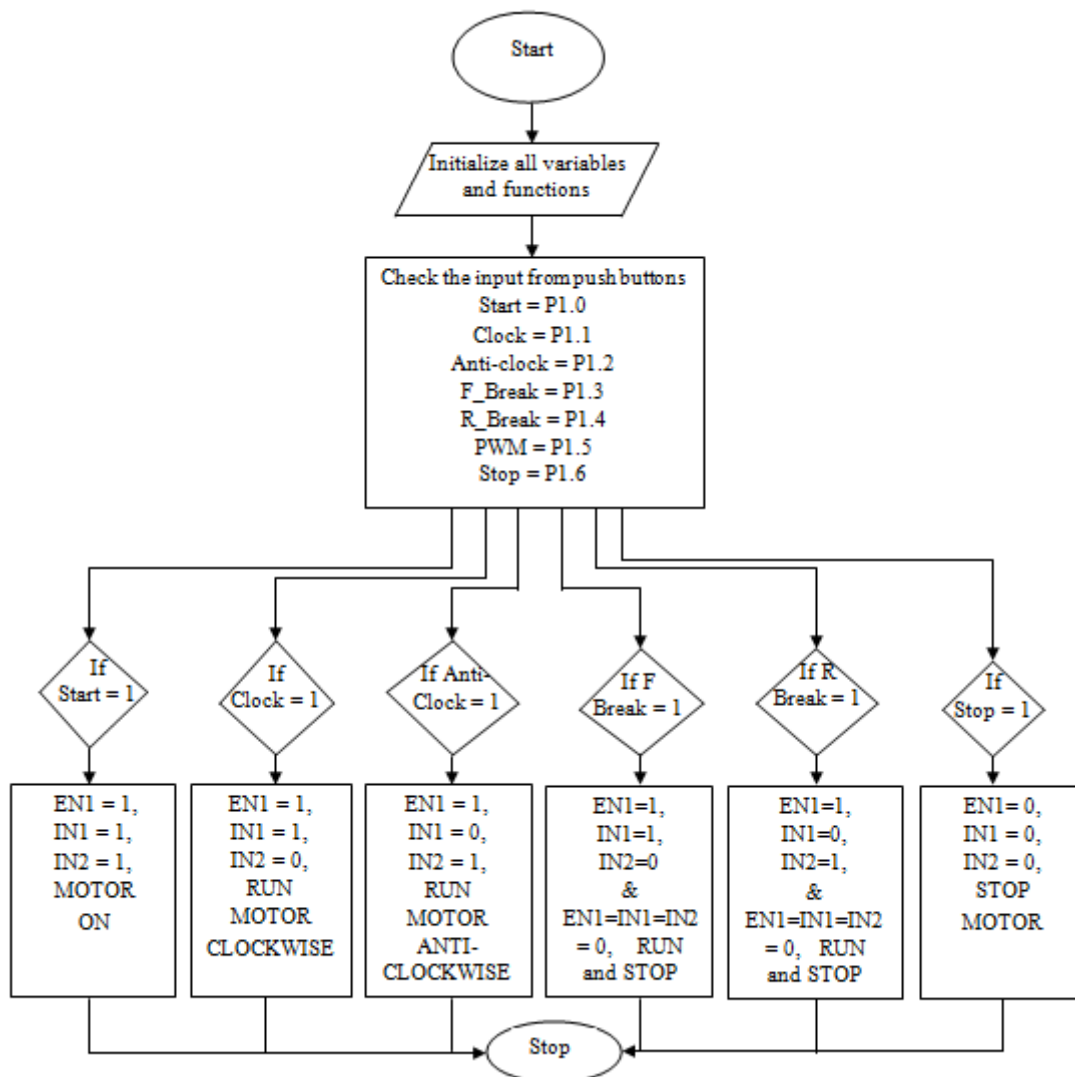 Start
Initialize all variables
and functions
Check the input from push buttons
Start = P1.0
Clock = P1.1
Anti-clock = P1.2
F_Break = P1.3
R_Break = P1.4
PWM = P1.5
Stop = P1.6
If
Start = 1
If
Clock = 1
If Anti-
Clock = 1
If F
Break = 1
If R
Break = 1
If
Stop = 1
EN1 = 1,
IN1 = 1,
IN2 = 1,
MOTOR
ON
EN1 = 1,
IN1 = 1,
IN2 = 0,
RUN
MOTOR
CLOCKWISE
EN1 = 1,
IN1 = 0,
IN2 = 1,
RUN
MOTOR
ANTI-
CLOCKWISE
EN1=1,
IN1=1,
IN2=0
&
EN1=IN1=IN2
= 0, RUN
and STOP
EN1=1,
IN1=0,
IN2=1,
&
EN1=IN1=IN2
= 0, RUN
and STOP
EN1= 0,
IN1 = 0,
IN2 = 0,
STOP
MOTOR
Stop